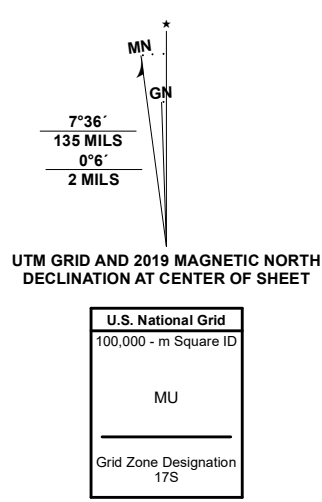 ★
MN
GN
7°36´
135 MILS
0°6´
2 MILS
UTM GRID AND 2019 MAGNETIC NORTH
DECLINATION AT CENTER OF SHEET
U.S. National Grid
100,000 - m Square ID
MU
Grid Zone Designation
17S